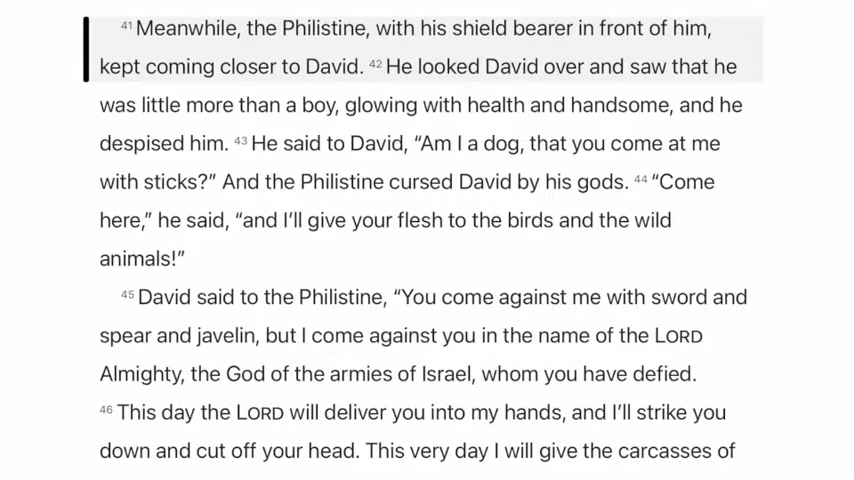 41 Meanwhile, the Philistine, with his shield bearer in front of him,
kept coming closer to David. 42 He looked David over and saw that he
was little more than a boy, glowing with health and handsome, and he
despised him. 43 He said to David, “Am I a dog, that you come at me
with sticks?” And the Philistine cursed David by his gods. 44 “Come
here,” he said, “and I’ll give your flesh to the birds and the wild
animals!”
45 David said to the Philistine, “You come against me with sword and
spear and javelin, but I come against you in the name of the LORD
Almighty, the God of the armies of Israel, whom you have defied.
46 This day the LORD will deliver you into my hands, and I’ll strike you
down and cut off your head. This very day I will give the carcasses of